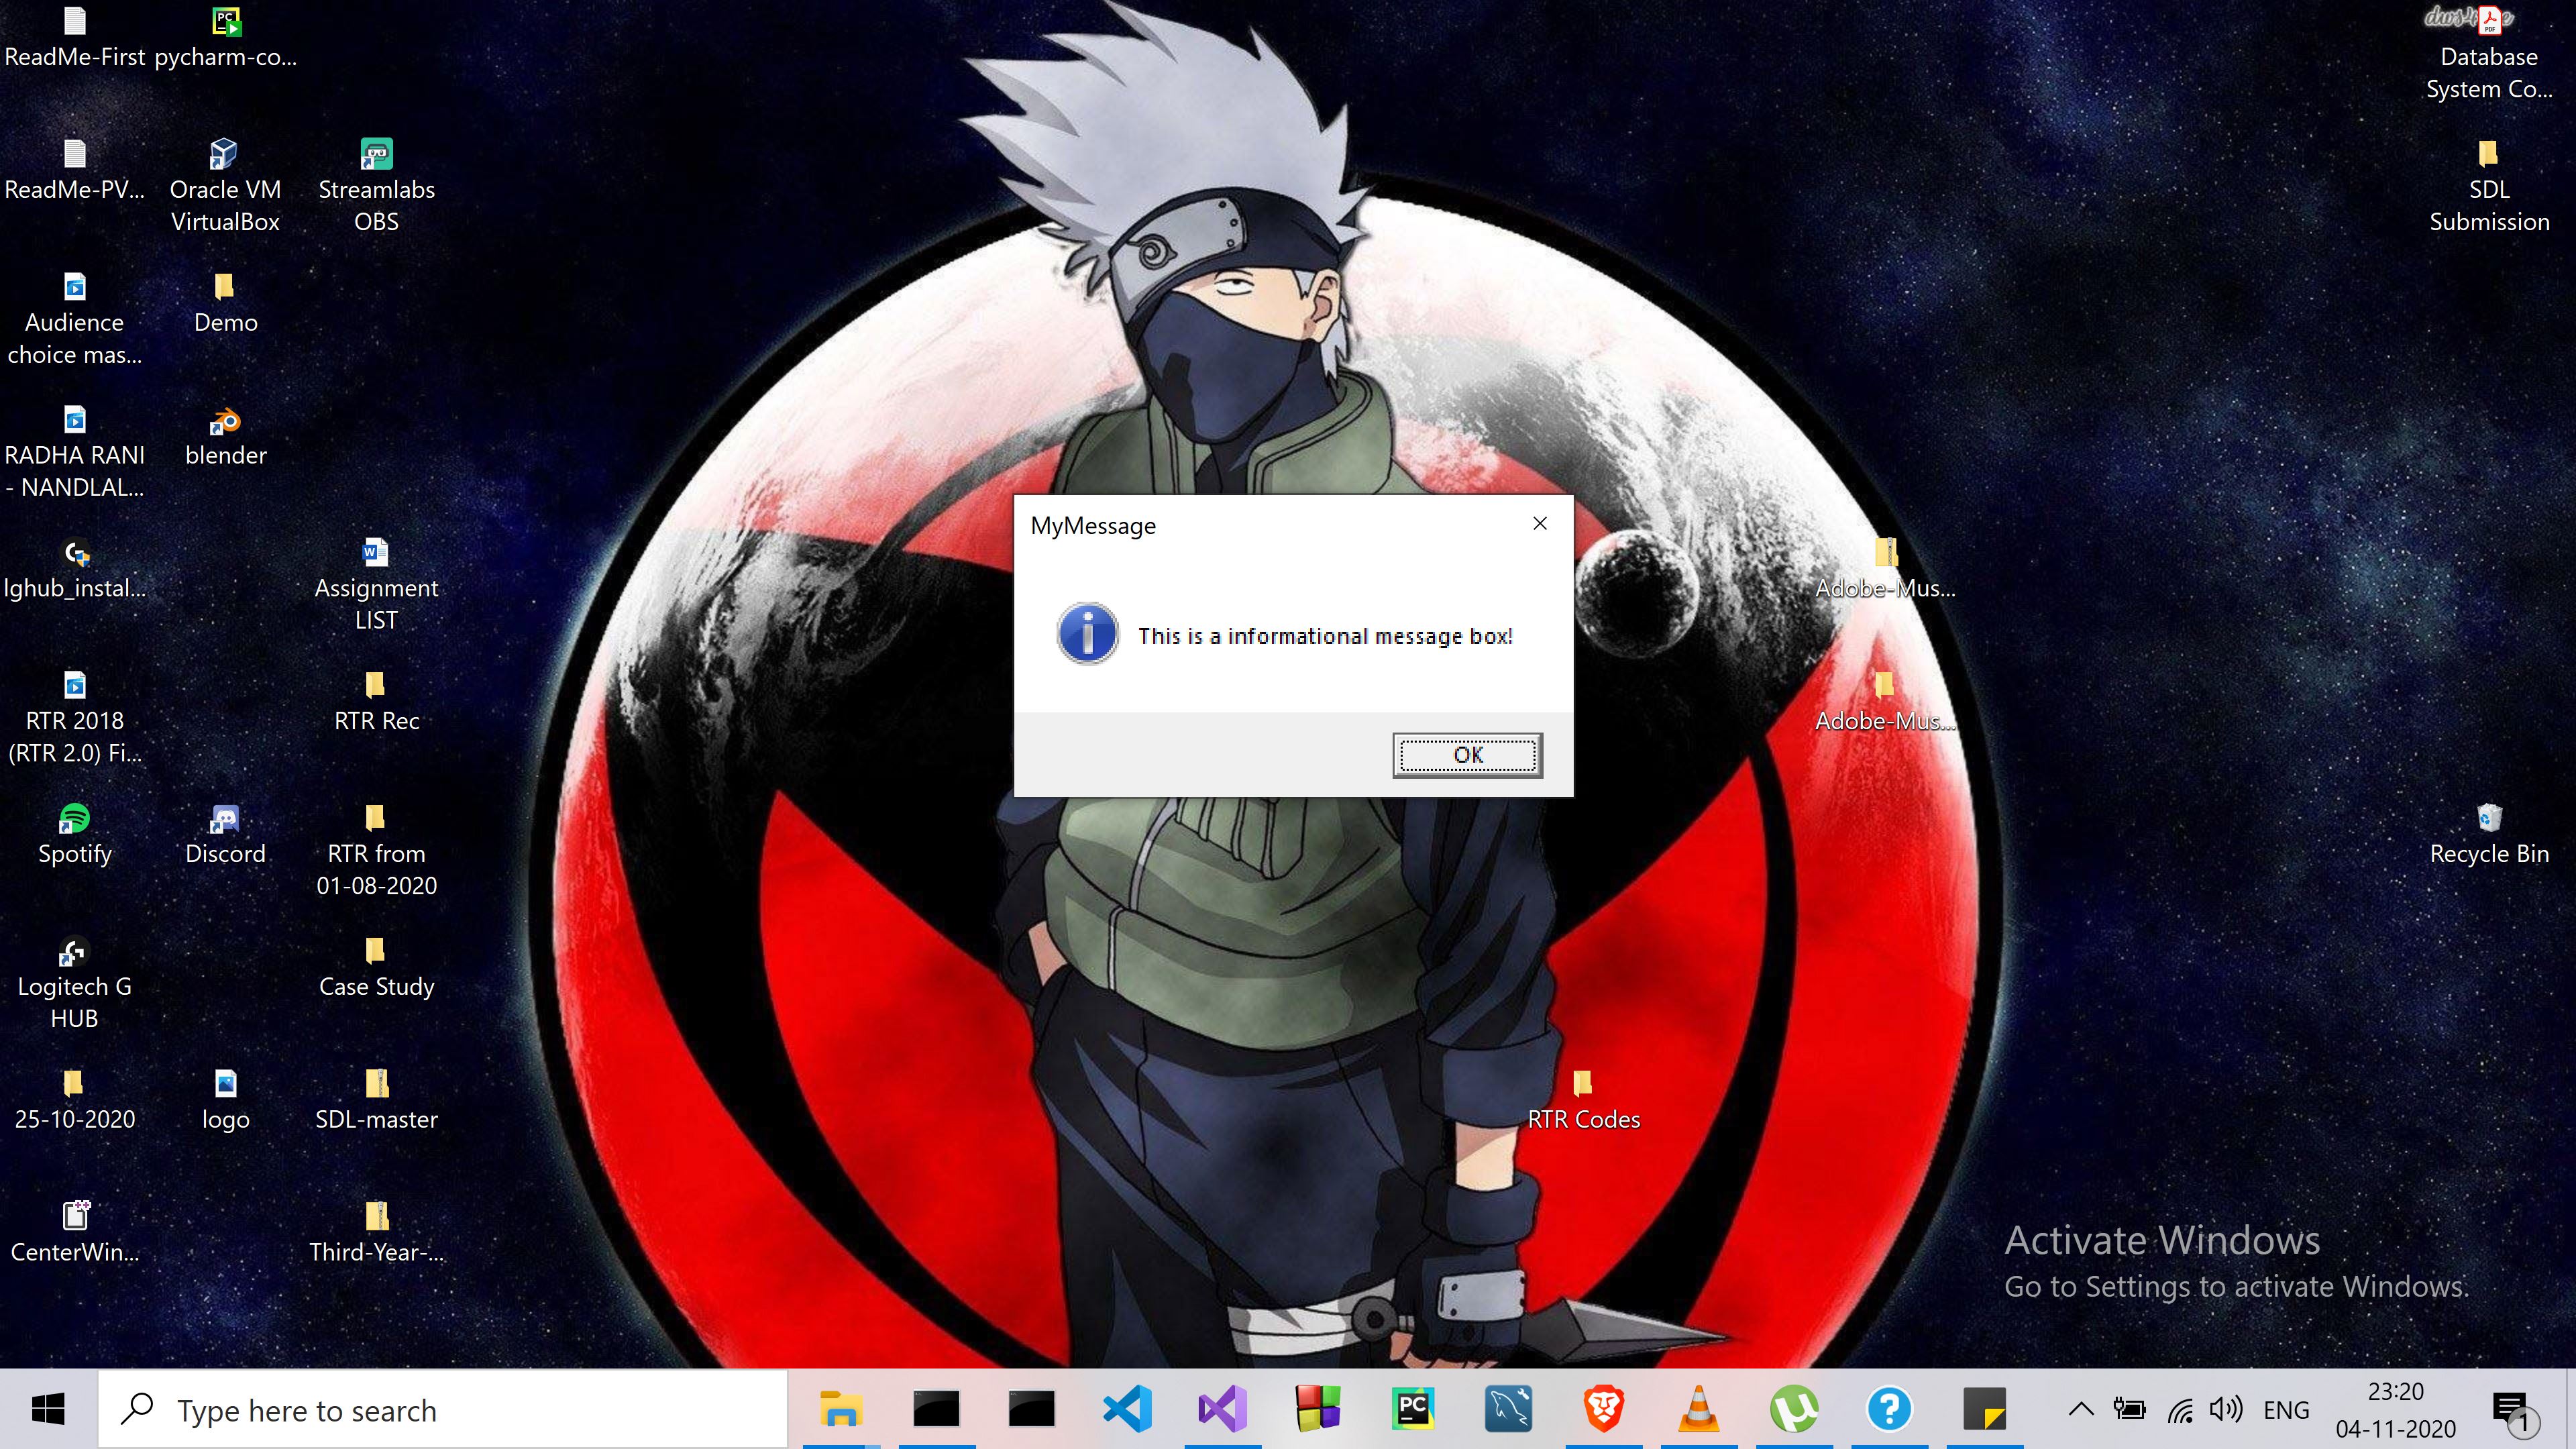 ReadMe-First
pycharm-co...
Database
System Co...
ReadMe-PV...
Oracle VM
VirtualBox
Streamlabs
OBS
SDL
Submission
Audience
choice mas...
Demo
RADHA RANI
- NANDLAL...
blender
MyMessage
This is a informational message box!
OK
lghub_instal...
Assignment
LIST
Adobe-Mus...
RTR 2018
(RTR 2.0) Fi...
RTR Rec
Adobe-Mus...
Spotify
Discord
RTR from
01-08-2020
Recycle Bin
Logitech G
HUB
Case Study
25-10-2020
logo
SDL-master
RTR Codes
CenterWin...
Third-Year-...
Activate Windows
Go to Settings to activate Windows.
Type here to search
PC
ENG
23:20
04-11-2020
1